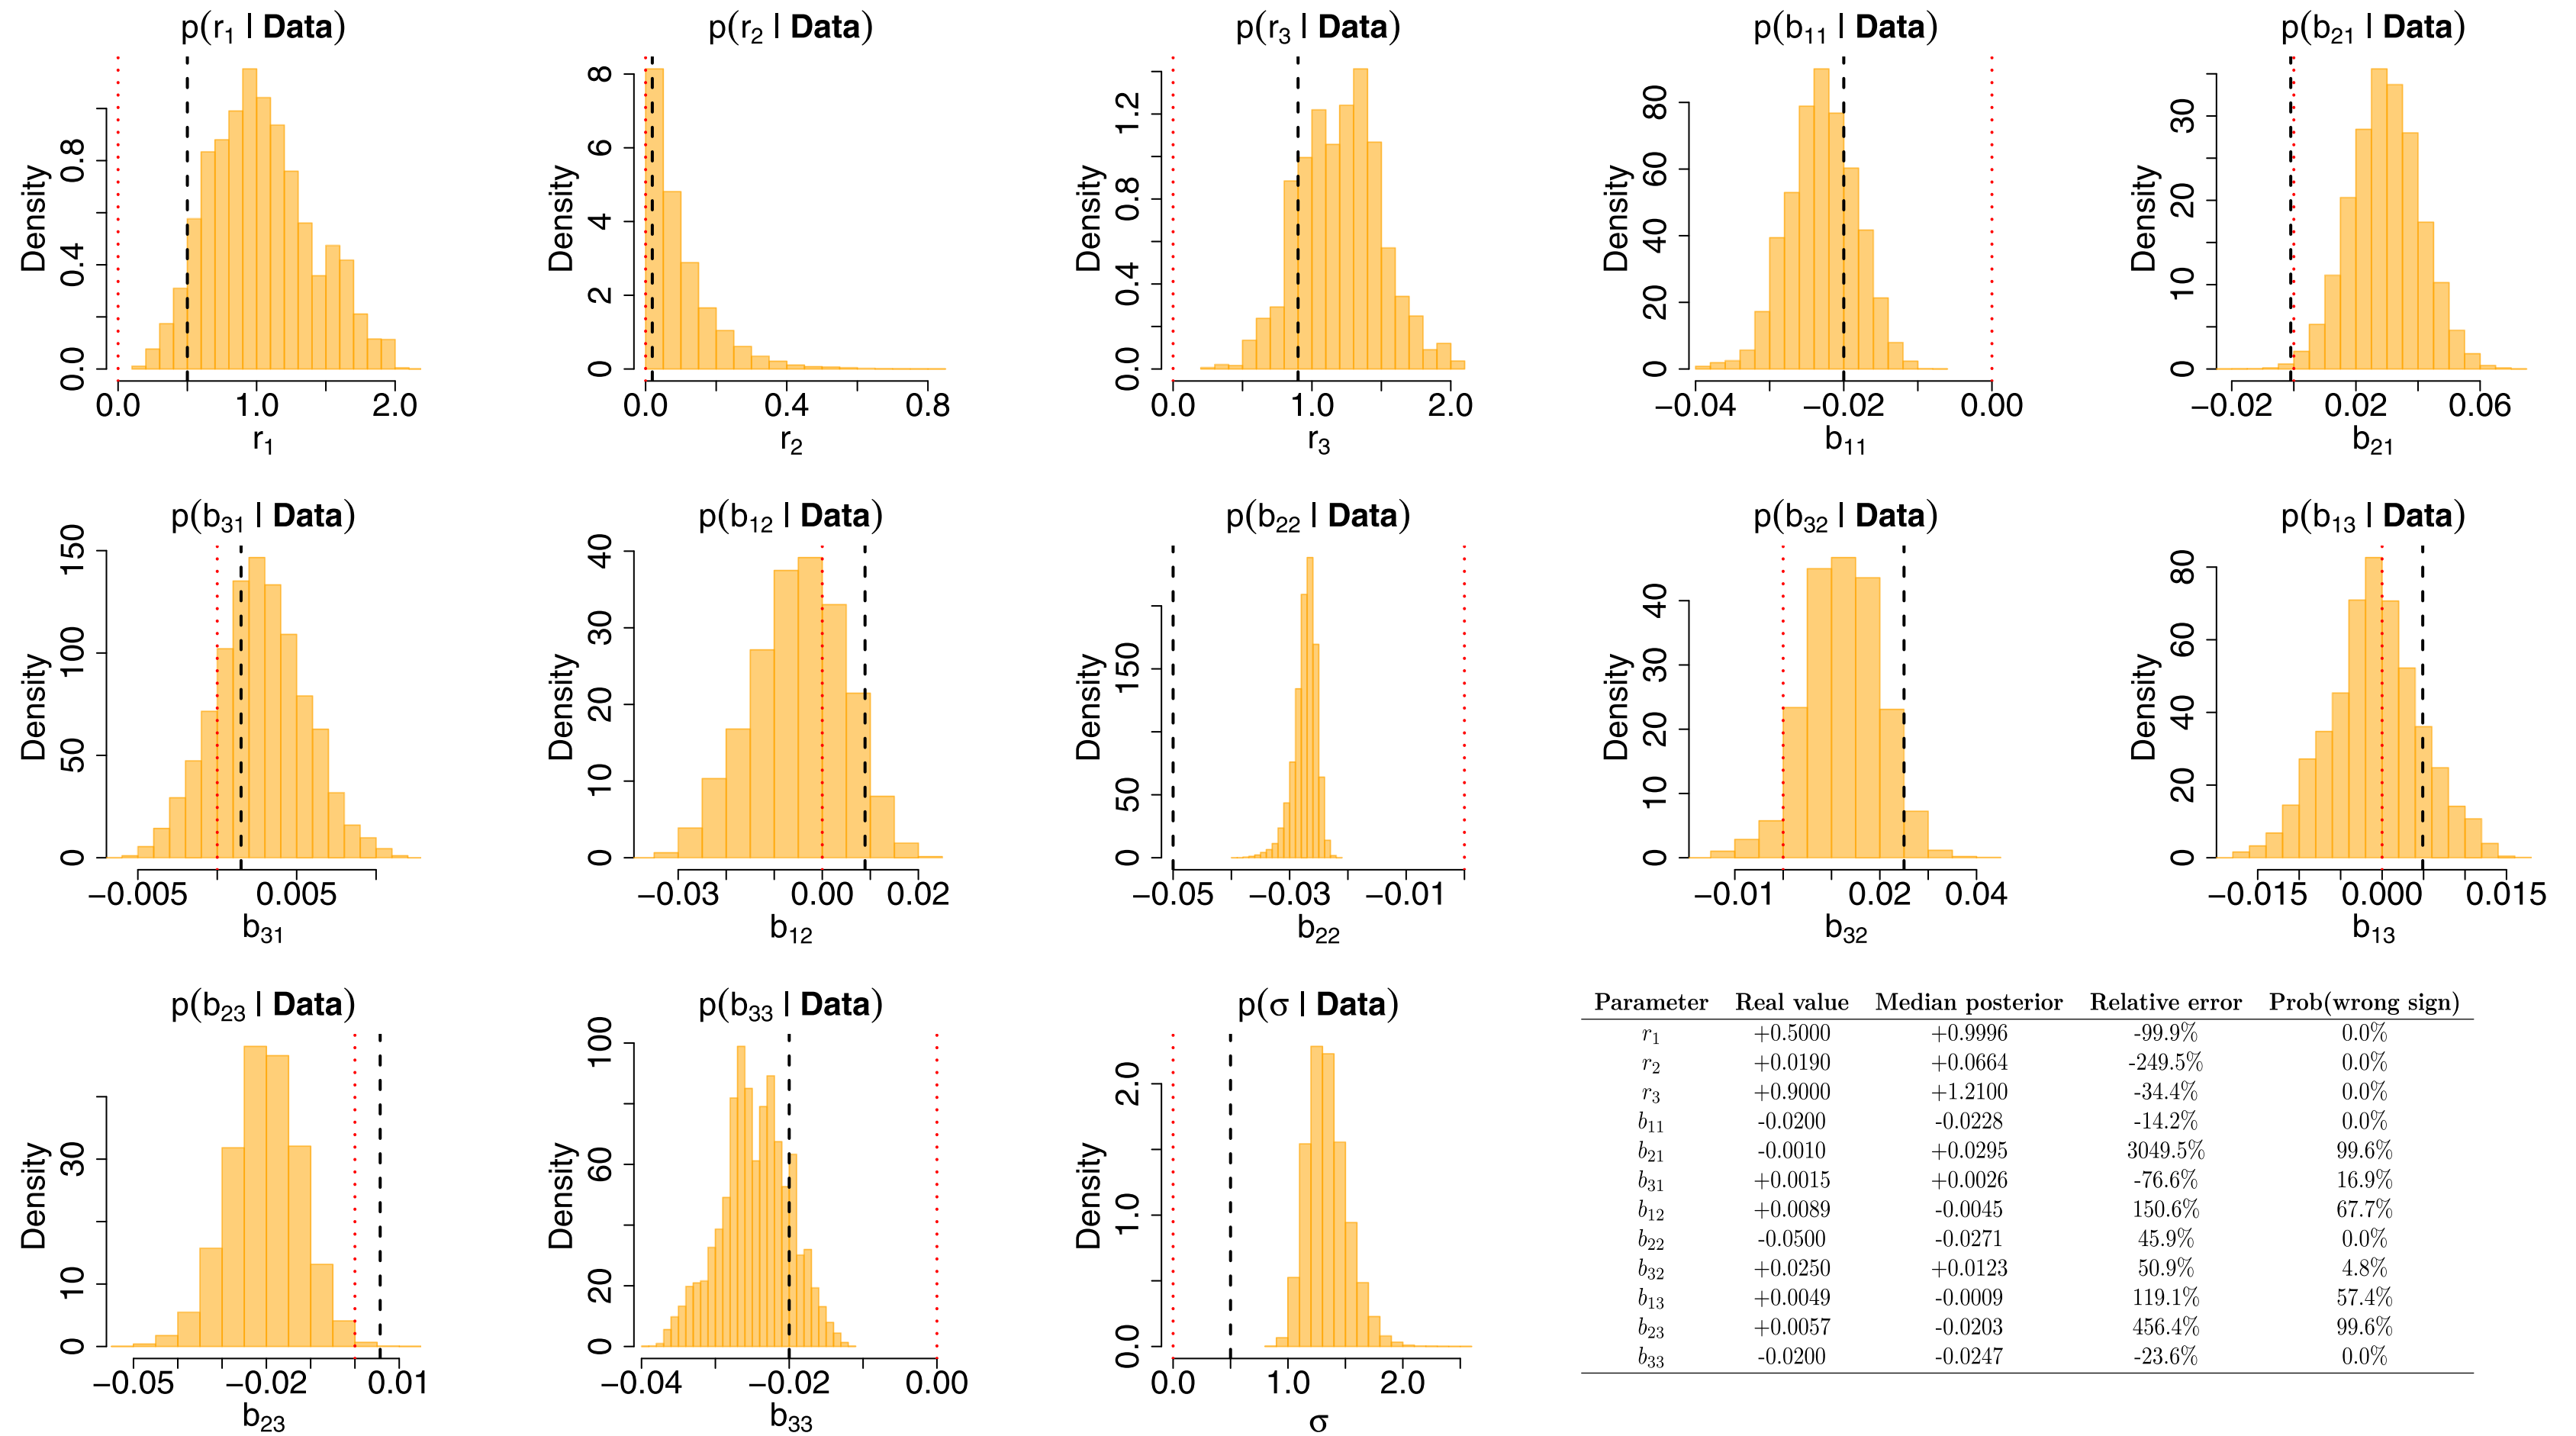 p(r1 | Data) p(r2 | Data) p(r3 | Data) p(b11 | Data) p(b21 | Data)
Density 0.0 0.4 0.8
0.0 1.0 2.0
r1
Density 0 2 4 6 8
0.0 0.4 0.8
r2
Density 0.0 0.4 0.8 1.2
0.0 1.0 2.0
r3
Density 0 20 40 60 80
−0.04 −0.02 0.00
b11
Density 0 10 20 30
−0.02 0.02 0.06
b21
p(b31 | Data) p(b12 | Data) p(b22 | Data) p(b32 | Data) p(b13 | Data)
Density 0 50 100 150
−0.005 0.005
b31
Density 0 10 20 30 40
−0.03 0.00 0.02
b12
Density 0 50 150
−0.05 −0.03 −0.01
b22
Density 0 10 20 30 40
−0.01 0.02 0.04
b32
Density 0 20 40 60 80
−0.015 0.000 0.015
b13
p(b23 | Data) p(b33 | Data) p(σ | Data)
Density 0 10 30
−0.05 −0.02 0.01
b23
Density 0 20 60 100
−0.04 −0.02 0.00
b33
Density 0.0 1.0 2.0
0.0 1.0 2.0
σ
Parameter Real value Median posterior Relative error Prob(wrong sign)
r1 +0.5000 +0.9996 -99.9% 0.0%
r2 +0.0190 +0.0664 -249.5% 0.0%
r3 +0.9000 +1.2100 -34.4% 0.0%
b11 -0.0200 -0.0228 -14.2% 0.0%
b21 -0.0010 +0.0295 3049.5% 99.6%
b31 +0.0015 +0.0026 -76.6% 16.9%
b12 +0.0089 -0.0045 150.6% 67.7%
b22 -0.0500 -0.0271 45.9% 0.0%
b32 +0.0250 +0.0123 50.9% 4.8%
b13 +0.0049 -0.0009 119.1% 57.4%
b23 +0.0057 -0.0203 456.4% 99.6%
b33 -0.0200 -0.0247 -23.6% 0.0%